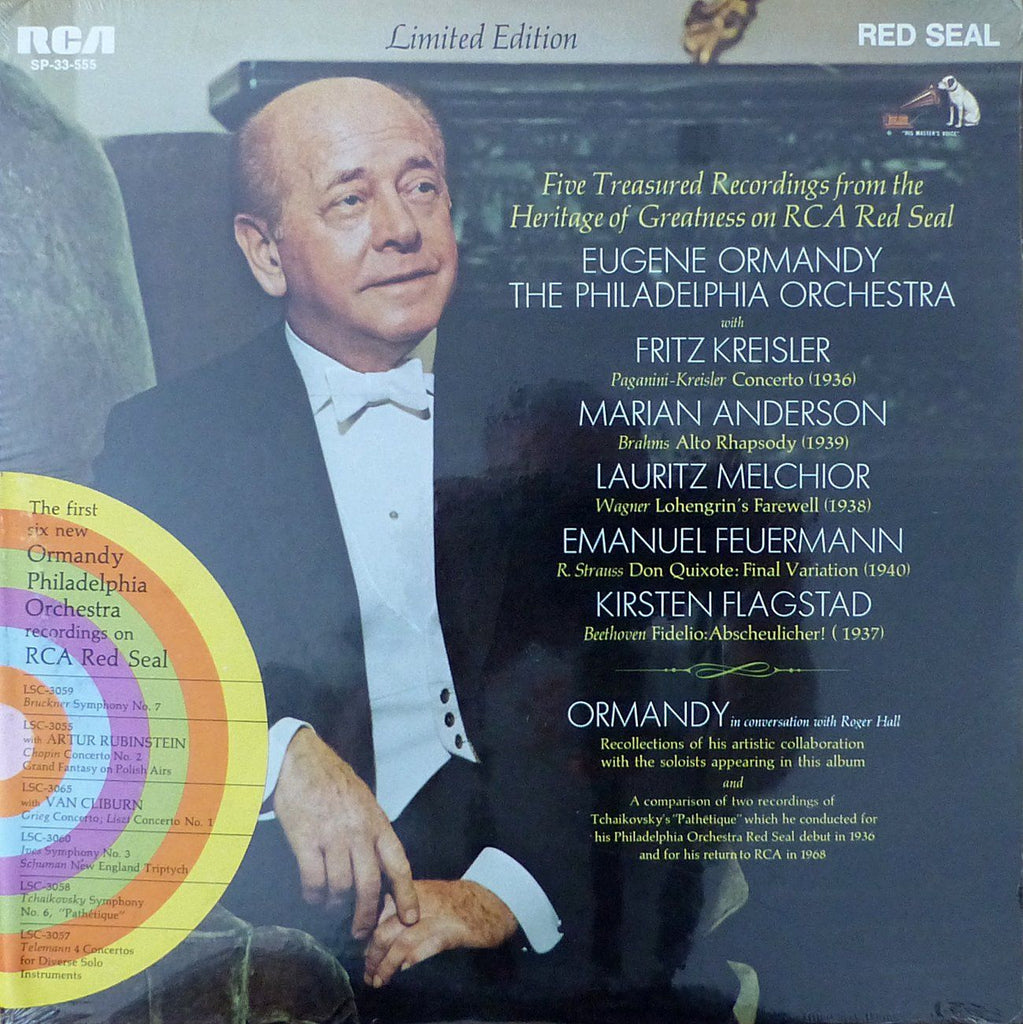 RCA
SP-33-555
Limited Edition
RED SEAL
"HIS MASTER'S VOICE"
Five Treasured Recordings from the
Heritage of Greatness on RCA Red Seal
EUGENE ORMANDY
THE PHILADELPHIA ORCHESTRA
with
FRITZ KREISLER
Paganini-Kreisler Concerto (1936)
MARIAN ANDERSON
Brahms Alto Rhapsody (1939)
LAURITZ MELCHIOR
Wagner Lohengrin's Farewell (1938)
EMANUEL FEUERMANN
R. Strauss Don Quixote: Final Variation (1940)
KIRSTEN FLAGSTAD
Beethoven Fidelio: Abscheulicher! ( 1937)
ORMANDY in conversation with Roger Hall
Recollections of his artistic collaboration
with the soloists appearing in this album
and
A comparison of two recordings of
Tchaikovsky's "Pathétique" which he conducted for
his Philadelphia Orchestra Red Seal debut in 1936
and for his return to RCA in 1968
The first
six new
Ormandy
Philadelphia
Orchestra
recordings on
RCA Red Seal
LSC-3059
Bruckner Symphony No. 7
LSC-3055
with ARTUR RUBINSTEIN
Chopin Concerto No. 2
Grand Fantasy on Polish Airs
LSC-3065
with VAN CLIBURN
Grieg Concerto; Liszt Concerto No. 1
LSC-3060
Ives Symphony No. 3
Schuman New England Triptych
LSC-3058
Tchaikovsky Symphony
No. 6, "Pathétique"
LSC-3057
Telemann 4 Concertos
for Diverse Solo
Instruments